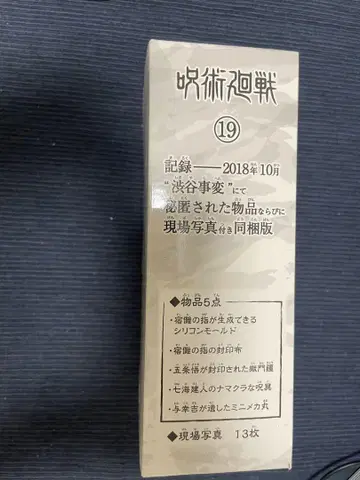 呪術廻戦
⑲
記録――2018年10月
“渋谷事変”にて
秘匿された物品ならびに
現場写真付き同梱版
◆物品5点
・宿儺の指が生成できる
シリコンモールド
・宿儺の指の封印布
・五条悟が封印された獄門疆
・七海建人のナマクラな呪具
・与幸吉が遺したミニメカ丸
◆現場写真 13枚